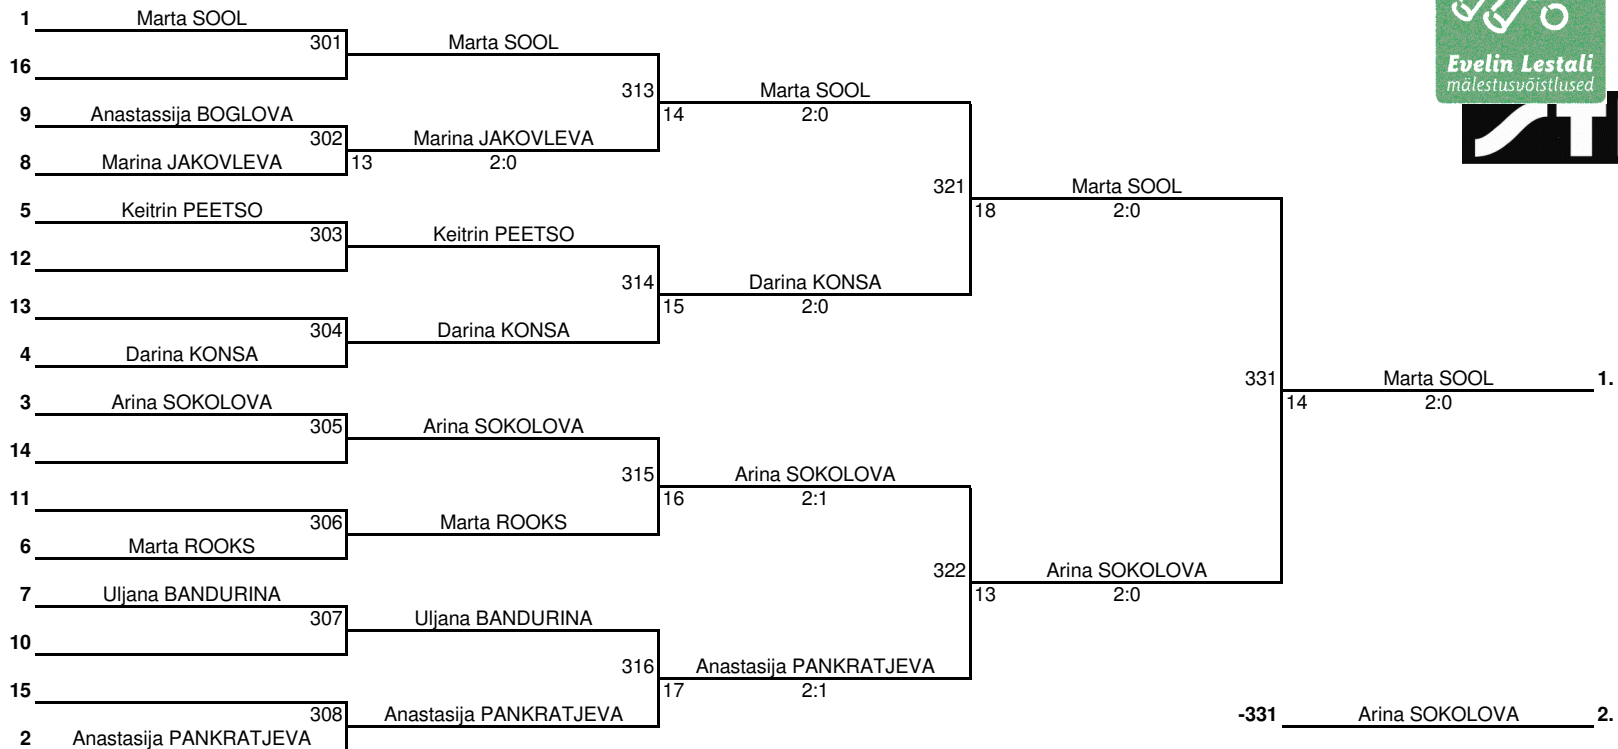 1 Marta SOOL
301 Marta SOOL
16
313 Marta SOOL
14 2:0
9 Anastassija BOGLOVA
302 Marina JAKOVLEVA
8 Marina JAKOVLEVA 13 2:0
321 Marta SOOL
18 2:0
5 Keitrin PEETSO
303 Keitrin PEETSO
12
314 Darina KONSA
15 2:0
13
304 Darina KONSA
4 Darina KONSA
331 Marta SOOL 1.
14 2:0
3 Arina SOKOLOVA
305 Arina SOKOLOVA
14
315 Arina SOKOLOVA
16 2:1
11
306 Marta ROOKS
6 Marta ROOKS
322 Arina SOKOLOVA
13 2:0
7 Uljana BANDURINA
307 Uljana BANDURINA
10
316 Anastasija PANKRATJEVA
17 2:1
15
308 Anastasija PANKRATJEVA
2 Anastasija PANKRATJEVA
-331 Arina SOKOLOVA 2.
Evelin Lestali
mälestusvõistlused